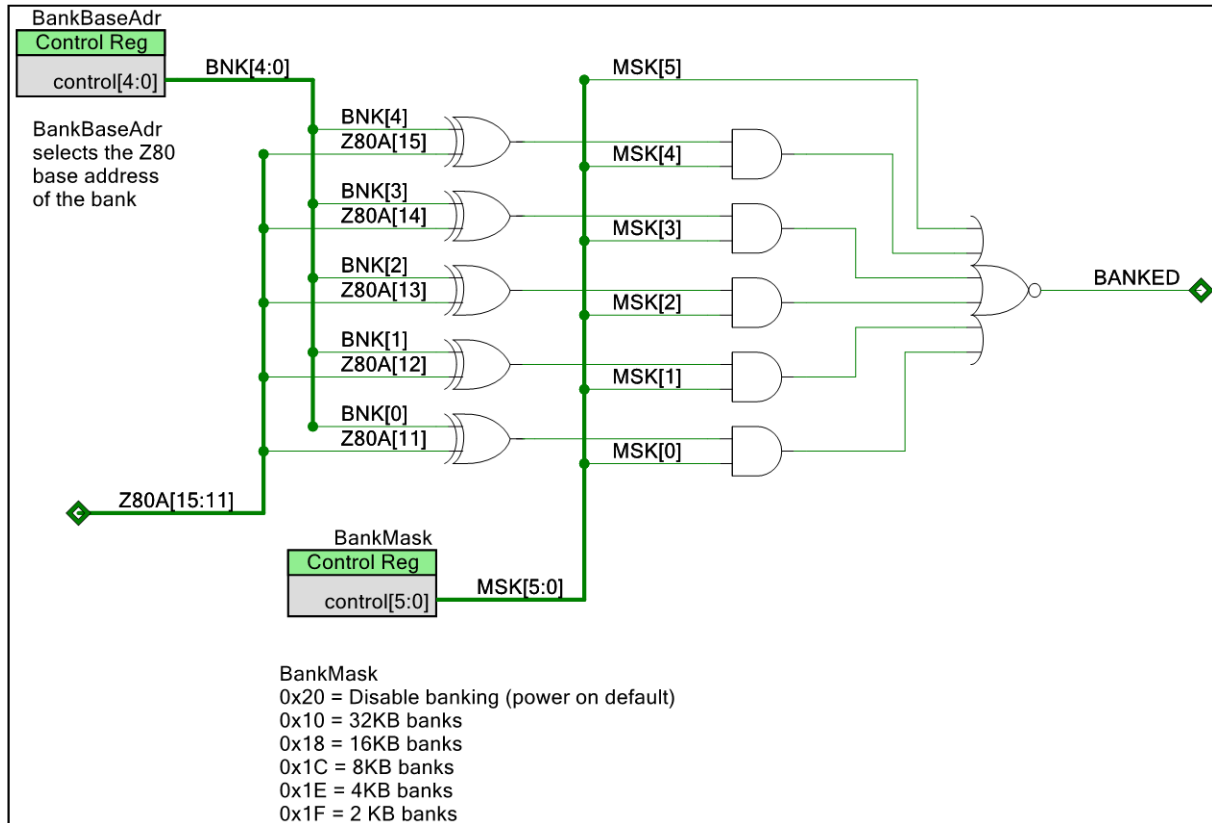 BankBaseAdr
Control Reg
control[4:0]
BNK[4:0]
BankBaseAdr
selects the Z80
base address
of the bank
MSK[5]
BNK[4]
Z80A[15]
MSK[4]
BNK[3]
Z80A[14]
MSK[3]
BNK[2]
Z80A[13]
MSK[2]
BANKED
BNK[1]
Z80A[12]
MSK[1]
BNK[0]
Z80A[11]
MSK[0]
Z80A[15:11]
BankMask
Control Reg
control[5:0]
MSK[5:0]
BankMask
0x20 = Disable banking (power on default)
0x10 = 32KB banks
0x18 = 16KB banks
0x1C = 8KB banks
0x1E = 4KB banks
0x1F = 2 KB banks